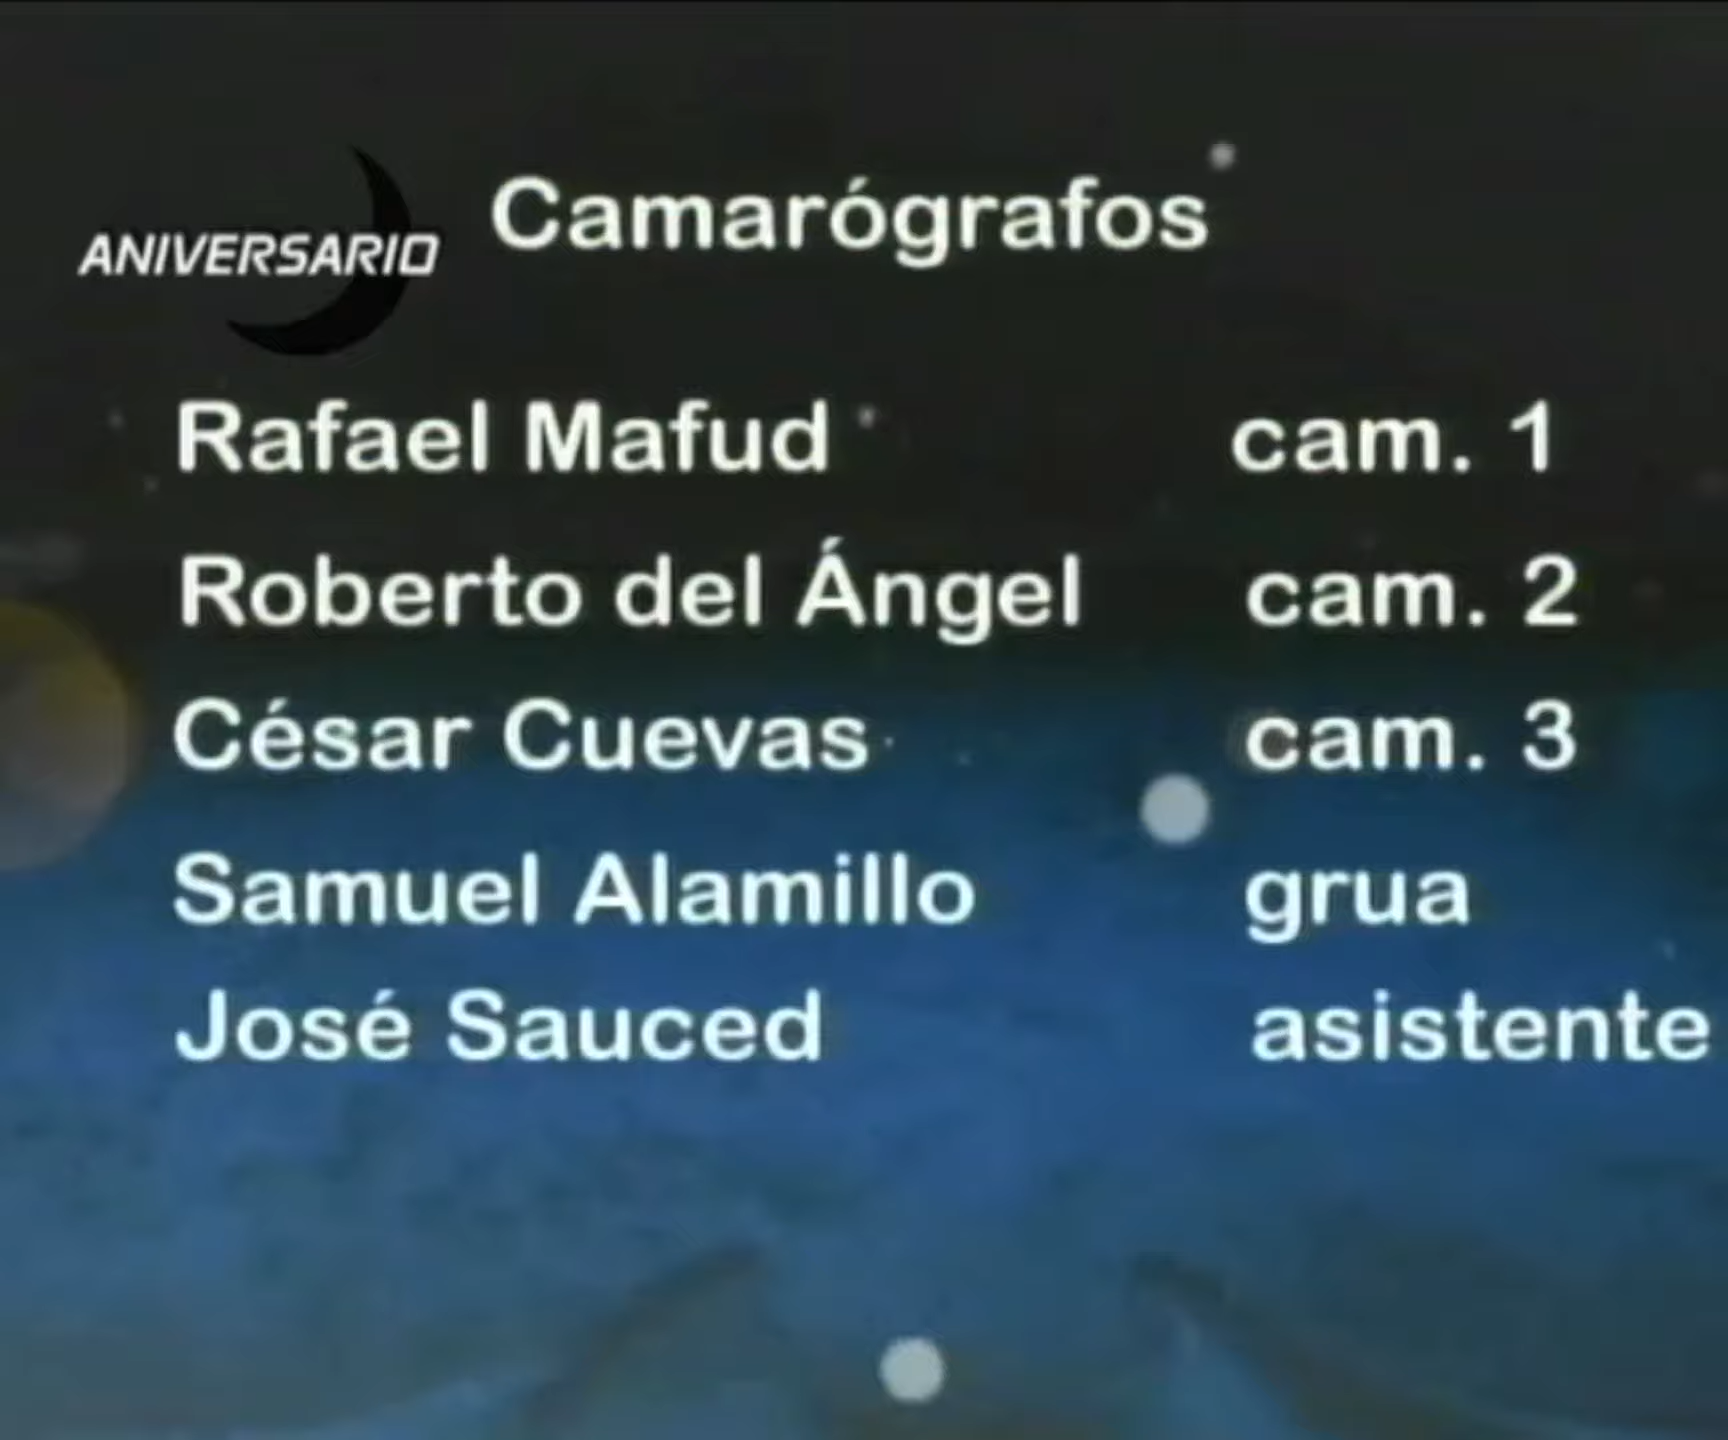 Camarógrafos
ANIVERSARIO
Rafael Mafud cam. 1
Roberto del Ángel cam. 2
César Cuevas cam. 3
Samuel Alamillo grua
José Sauced asistente